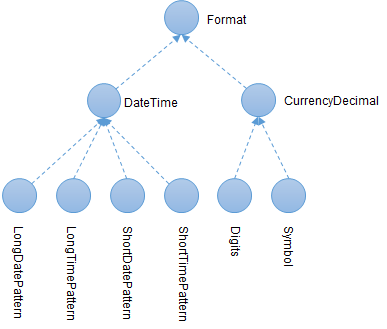 Format
DateTime
CurrencyDecimal
LongDatePattern
LongTimePattern
ShortDatePattern
ShortTimePattern
Digits
Symbol